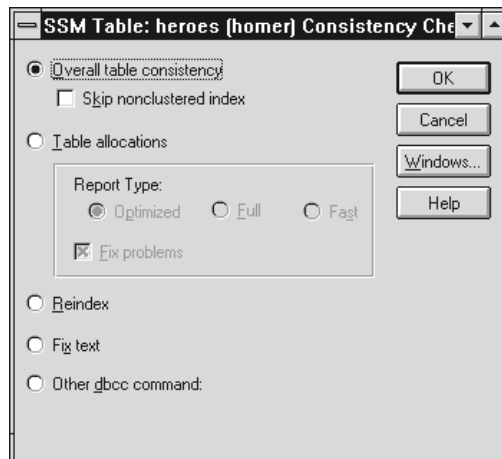 SSM Table: heroes (homer) Consistency Che
Overall table consistency
Skip nonclustered index
Table allocations
Report Type:
Optimized Full Fast
Fix problems
Reindex
Fix text
Other dbcc command:
OK
Cancel
Windows...
Help